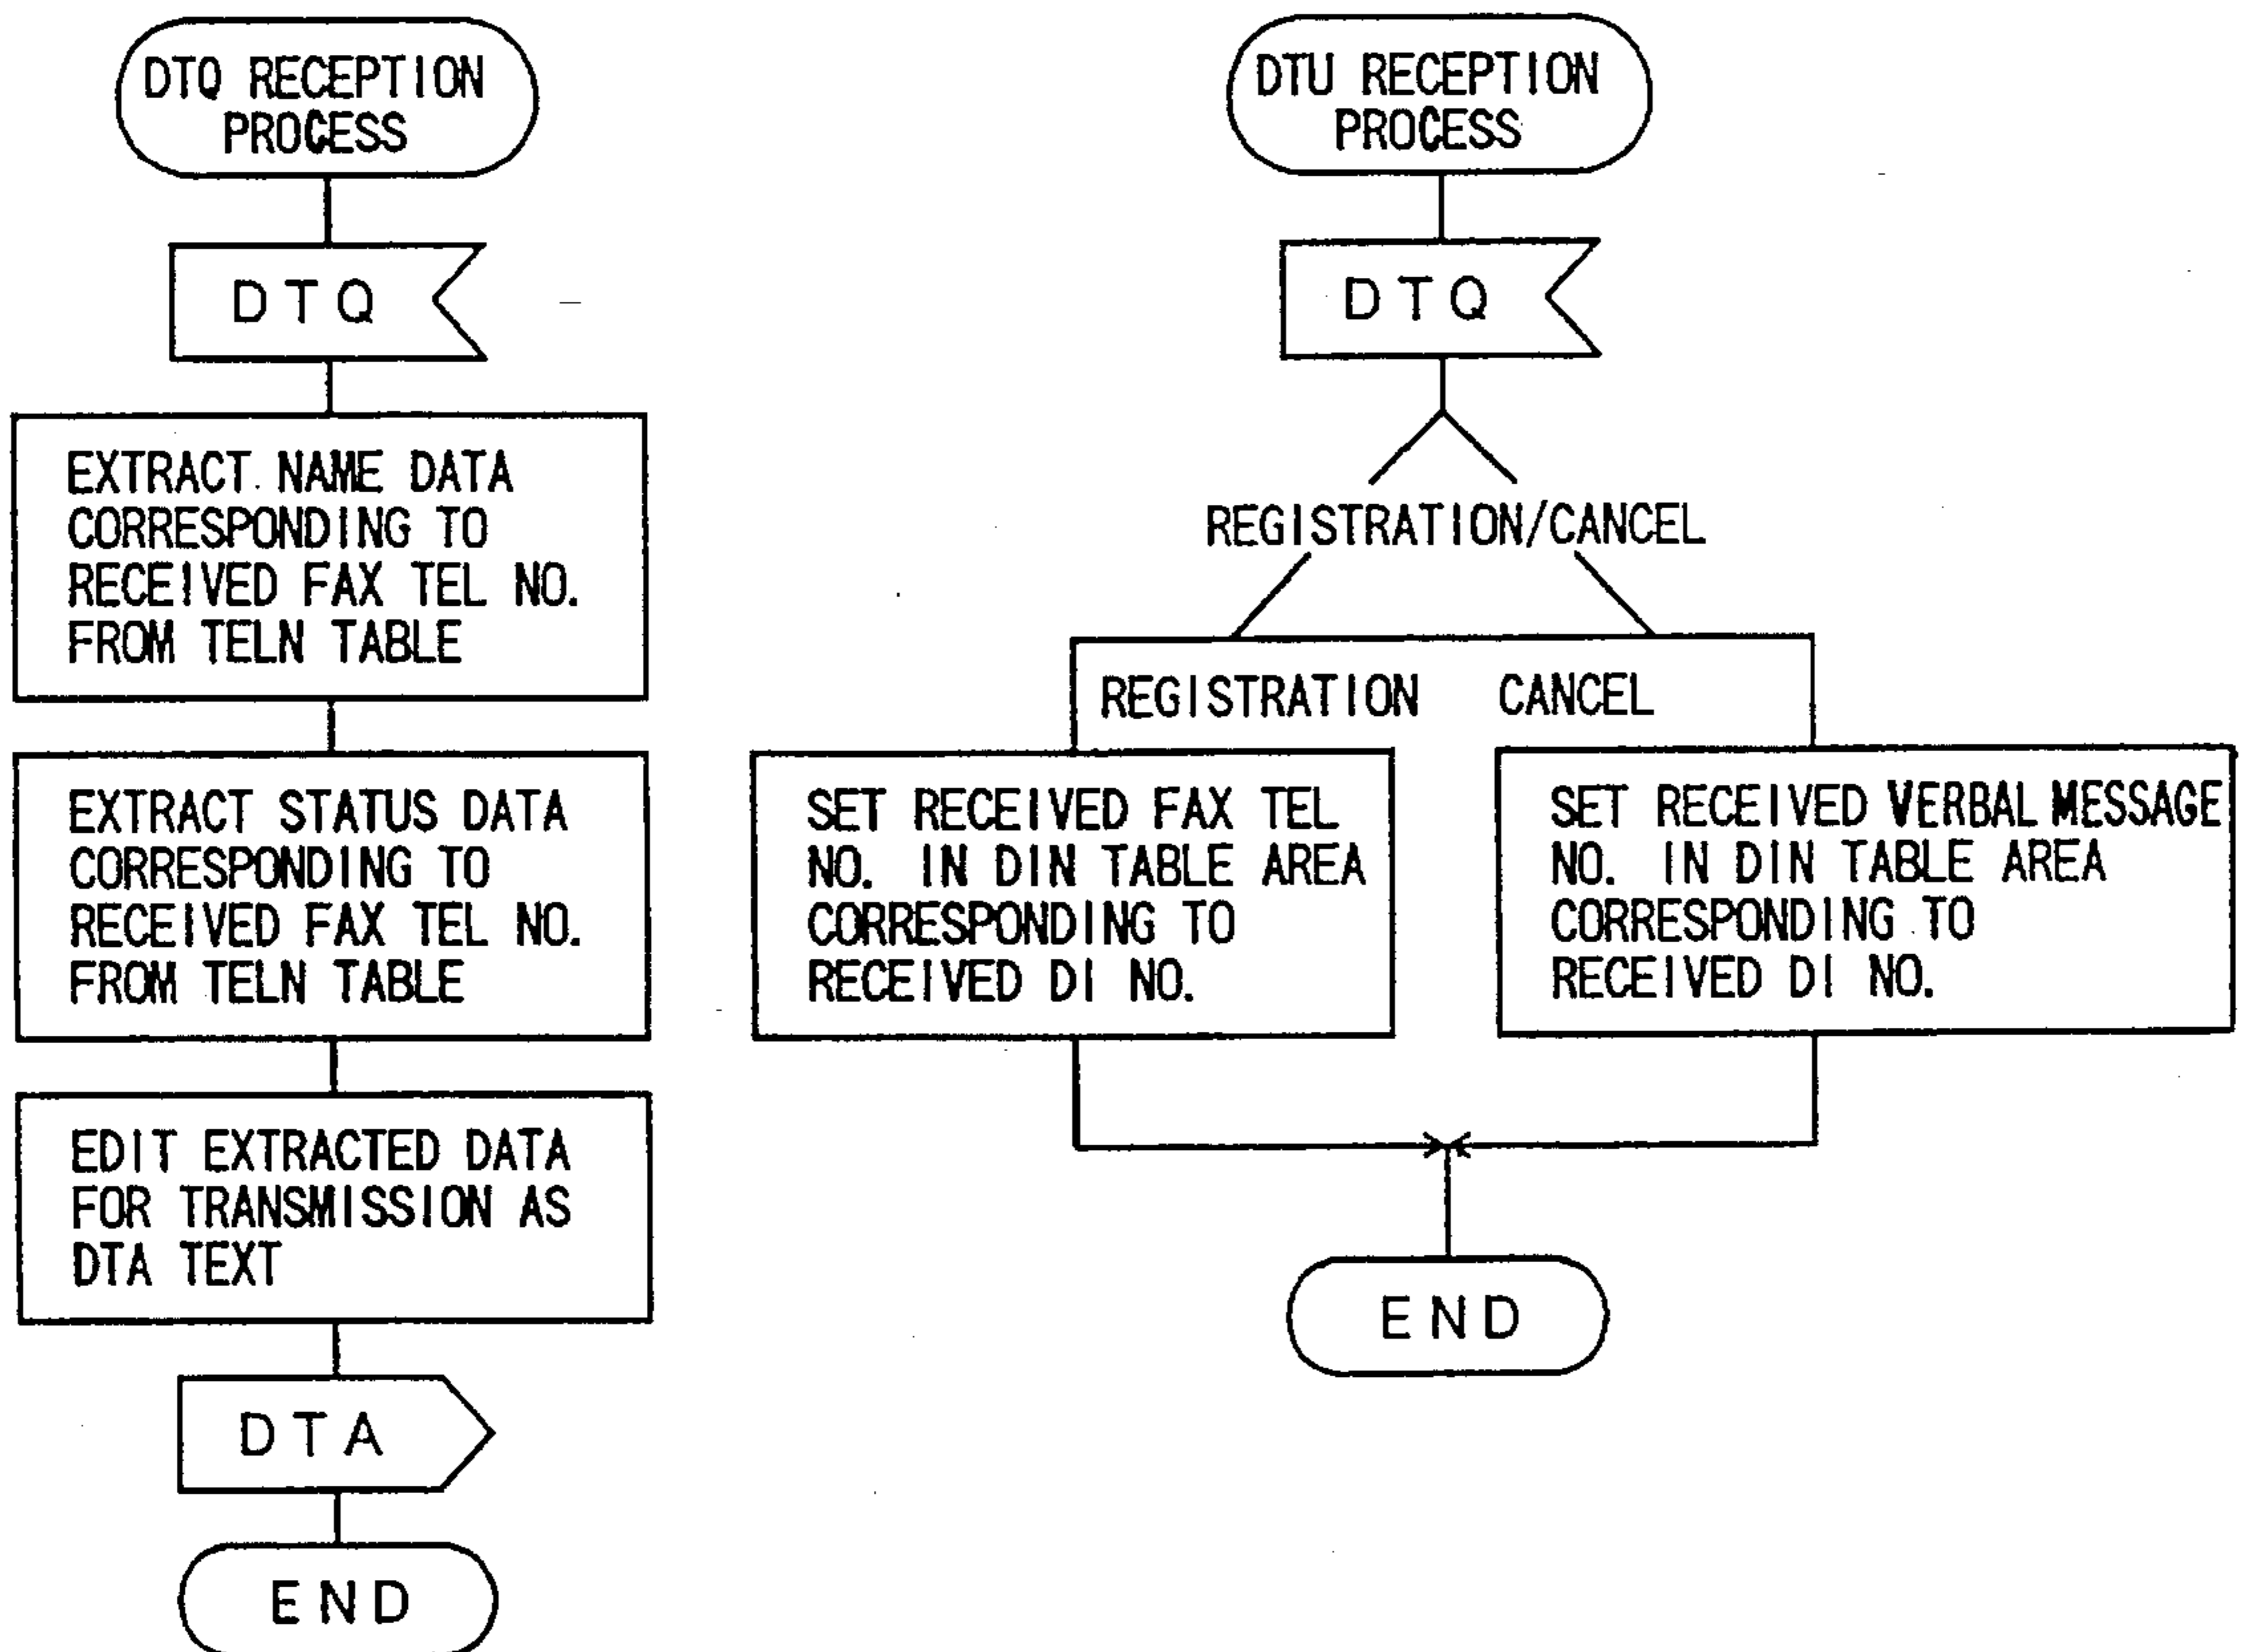 DTQ RECEPTION
PROCESS
DTQ
EXTRACT NAME DATA
CORRESPONDING TO
RECEIVED FAX TEL NO.
FROM TELN TABLE
EXTRACT STATUS DATA
CORRESPONDING TO
RECEIVED FAX TEL NO.
FROM TELN TABLE
EDIT EXTRACTED DATA
FOR TRANSMISSION AS
DTA TEXT
DTA
END
DTU RECEPTION
PROCESS
DTQ
REGISTRATION/CANCEL
REGISTRATION CANCEL
SET RECEIVED FAX TEL
NO. IN DIN TABLE AREA
CORRESPONDING TO
RECEIVED DI NO.
SET RECEIVED VERBAL MESSAGE
NO. IN DIN TABLE AREA
CORRESPONDING TO
RECEIVED DI NO.
END